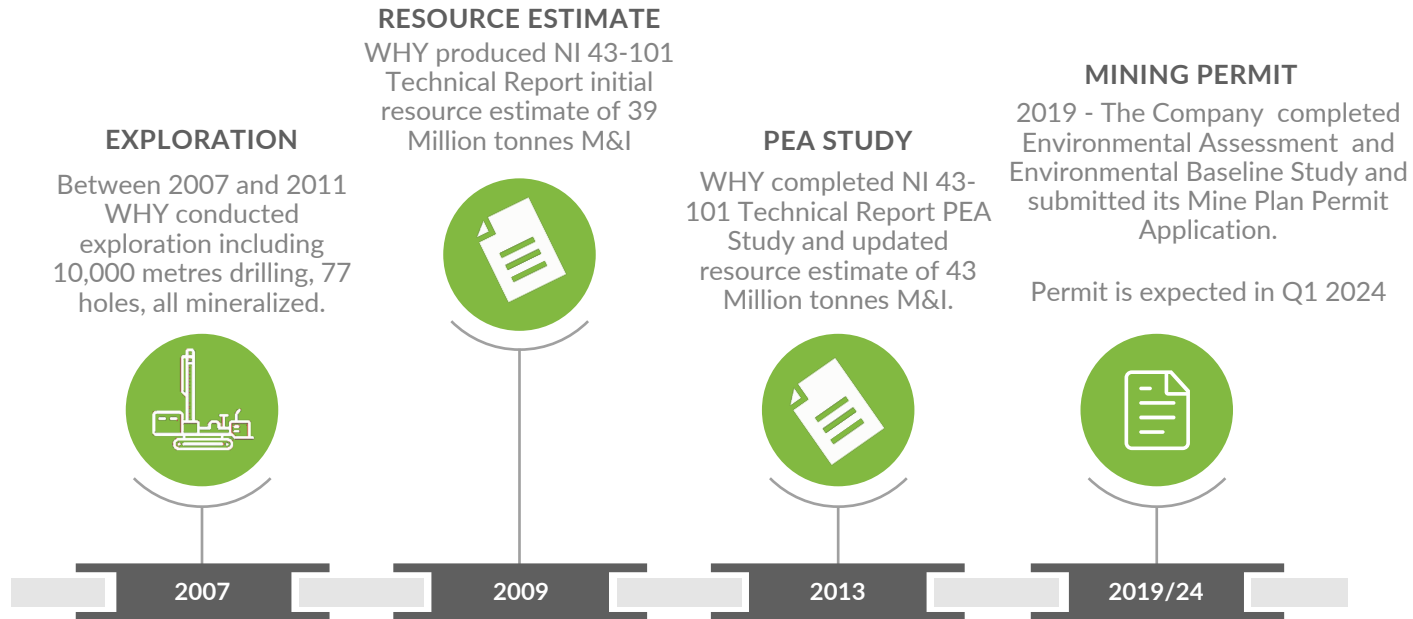 EXPLORATION
Between 2007 and 2011
WHY conducted
exploration including
10,000 metres drilling, 77
holes, all mineralized.
2007
RESOURCE ESTIMATE
WHY produced NI 43-101
Technical Report initial
resource estimate of 39
Million tonnes M&I
2009
PEA STUDY
WHY completed NI 43-
101 Technical Report PEA
Study and updated
resource estimate of 43
Million tonnes M&I.
2013
MINING PERMIT
2019 - The Company completed
Environmental Assessment and
Environmental Baseline Study and
submitted its Mine Plan Permit
Application.
Permit is expected in Q1 2024
2019/24